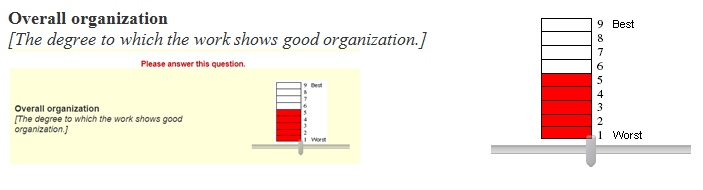 Overall organization
[The degree to which the work shows good organization.]
Please answer this question.
Overall organization
[The degree to which the work shows good
organization.]
9 Best
8
7
6
5
4
3
2
1 Worst
9 Best
8
7
6
5
4
3
2
1 Worst